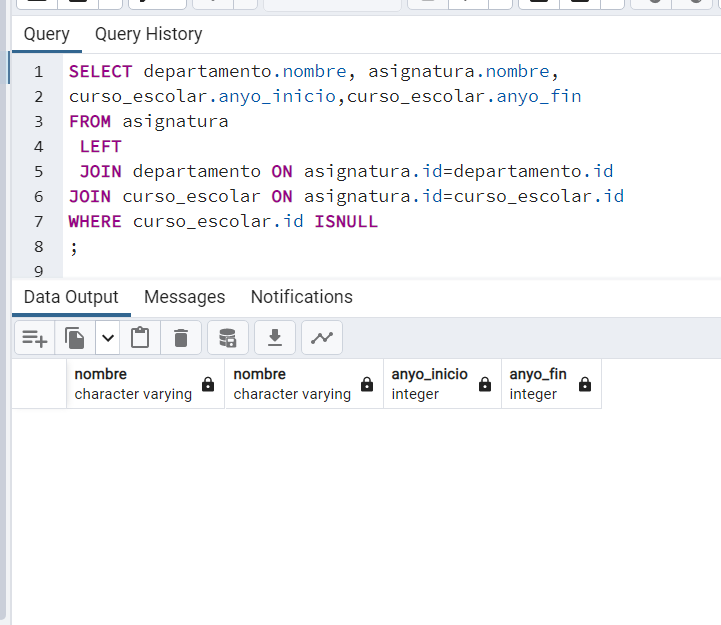 Query Query History
1 SELECT departamento.nombre, asignatura.nombre,
2 curso_escolar.anyo_inicio,curso_escolar.anyo_fin
3 FROM asignatura
4 LEFT
5 JOIN departamento ON asignatura.id=departamento.id
6 JOIN curso_escolar ON asignatura.id=curso_escolar.id
7 WHERE curso_escolar.id ISNULL
8 ;
9
Data Output Messages Notifications
nombre nombre anyo_inicio anyo_fin
character varying character varying integer integer